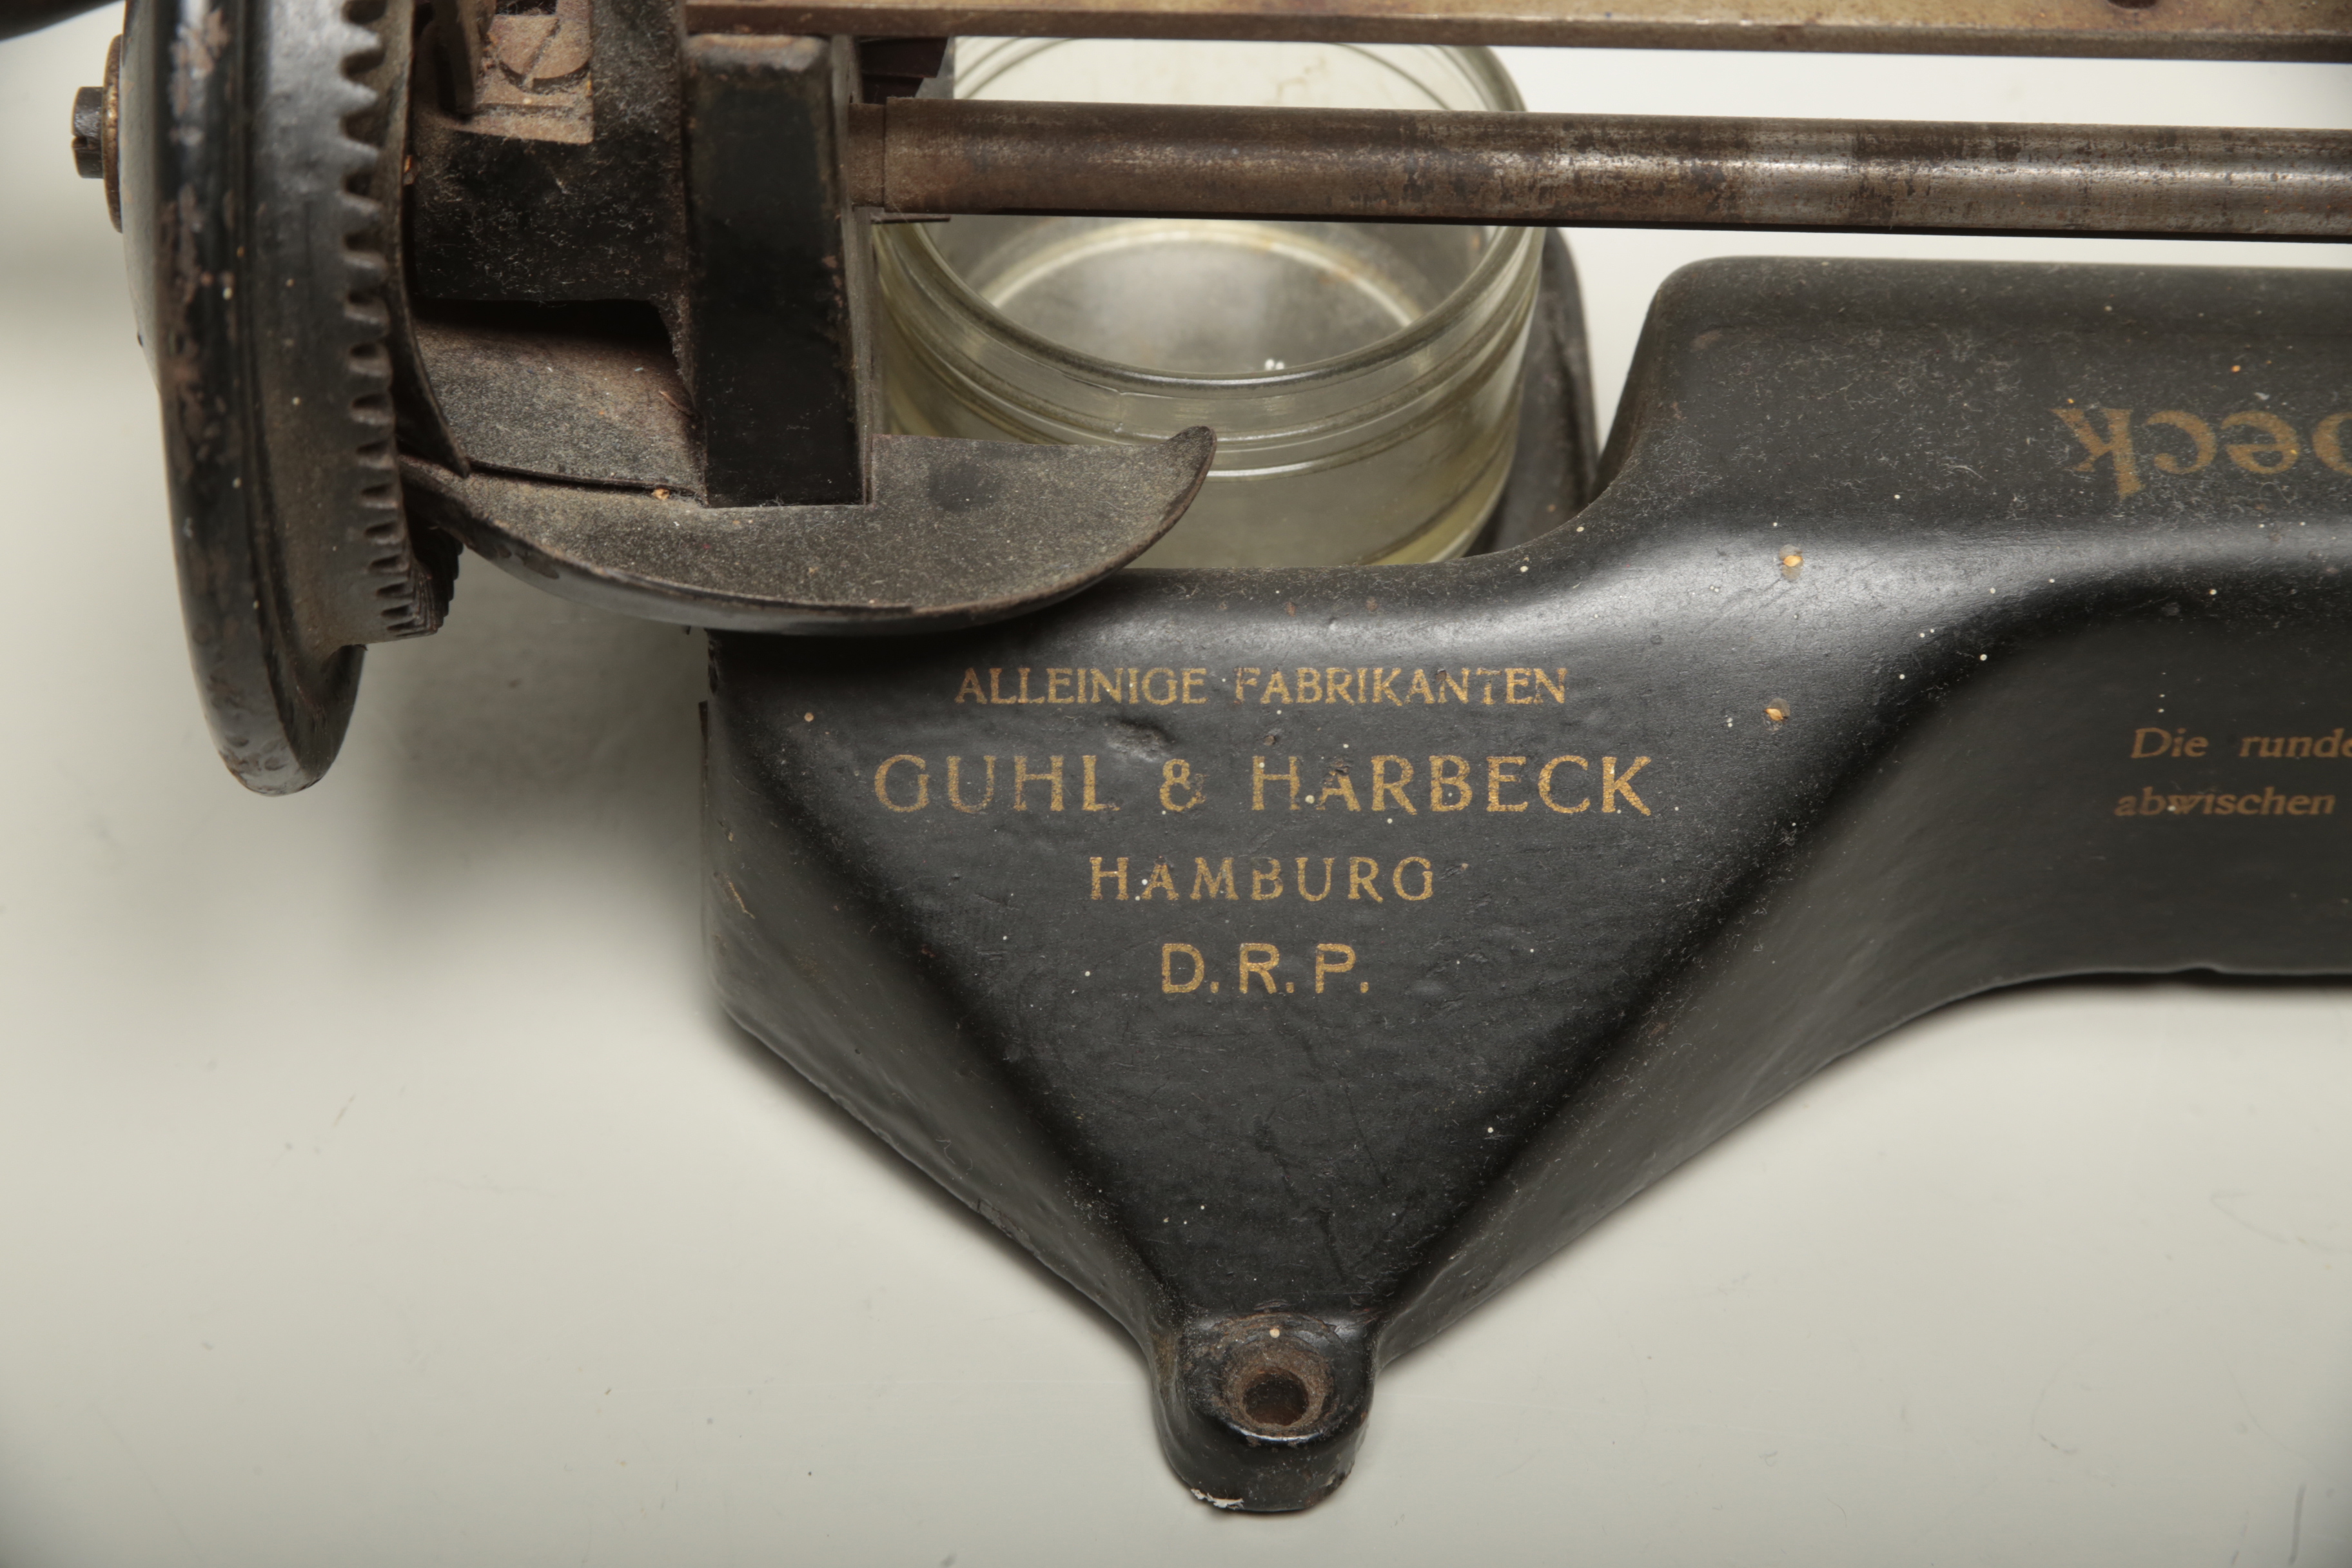 ALLEINIGE FABRIKANTEN
GUHL & HARBECK
HAMBURG
D.R.P.
Die
abwischen